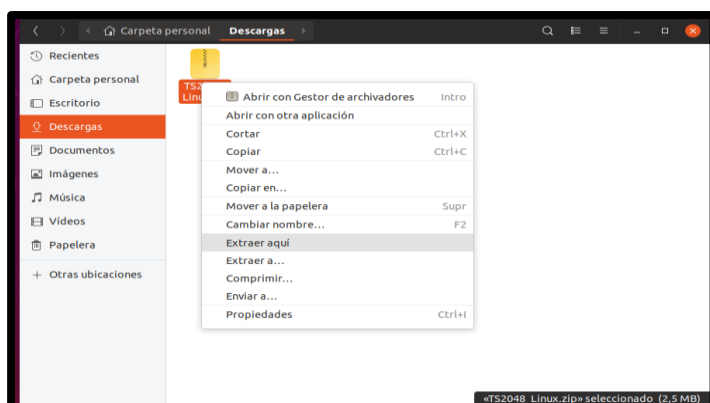 Carpeta personal Descargas
Recientes
Carpeta personal
Escritorio
Descargas
Documentos
Imágenes
Música
Vídeos
Papelera
+ Otras ubicaciones
TS2
Linu
Abrir con Gestor de archivadores Intro
Abrir con otra aplicación
Cortar Ctrl+X
Copiar Ctrl+C
Mover a...
Copiar en...
Mover a la papelera Supr
Cambiar nombre... F2
Extraer aquí
Extraer a...
Comprimir...
Enviar a...
Propiedades Ctrl+I
«TS2048_Linux.zip» seleccionado (2,5 MB)